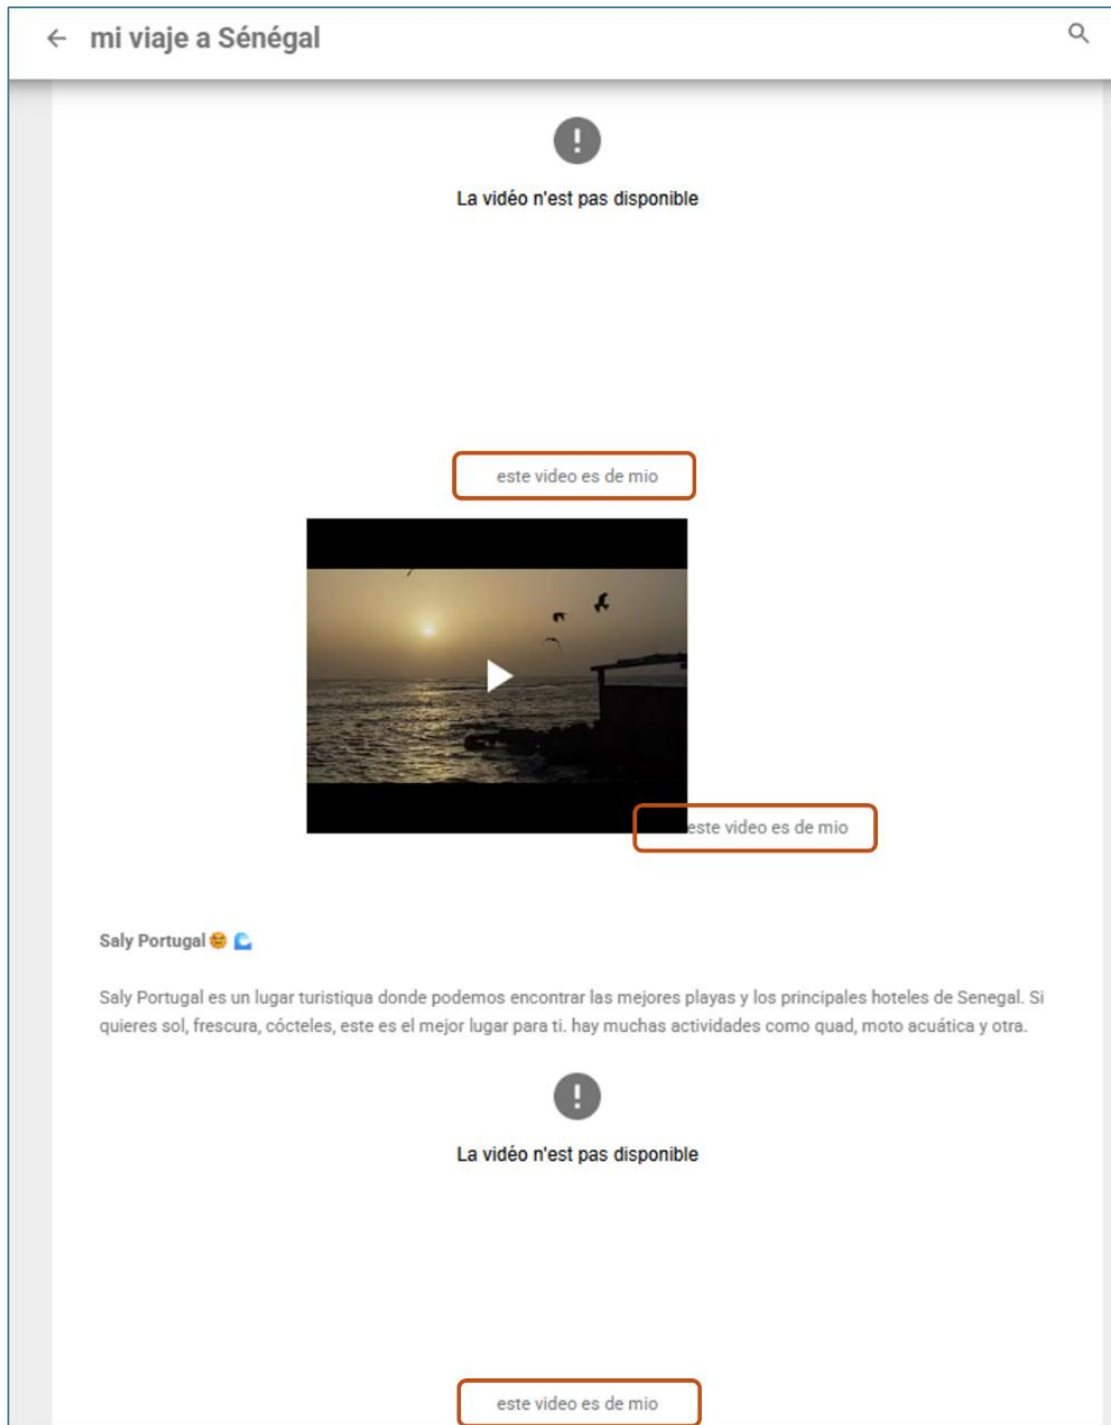 mi viaje a Sénégal
La vidéo n'est pas disponible
este video es de mio
este video es de mio
Saly Portugal
Saly Portugal es un lugar turistiqua donde podemos encontrar las mejores playas y los principales hoteles de Senegal. Si
quieres sol, frescura, cócteles, este es el mejor lugar para ti. hay muchas actividades como quad, moto acuática y otra.
La vidéo n'est pas disponible
este video es de mio